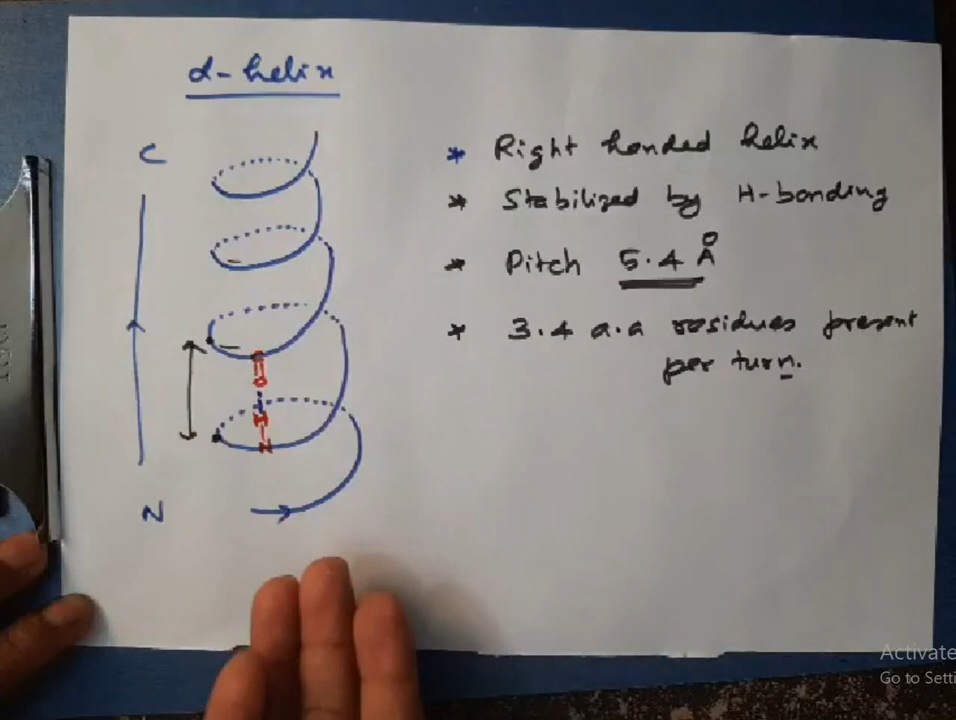 α-helix
C
* Right handed helix
* Stabilized by H-bonding
* Pitch 5.4 Å
* 3.4 a.a residues present
per turn.
O
H
N
N
Activate
Go to Setti